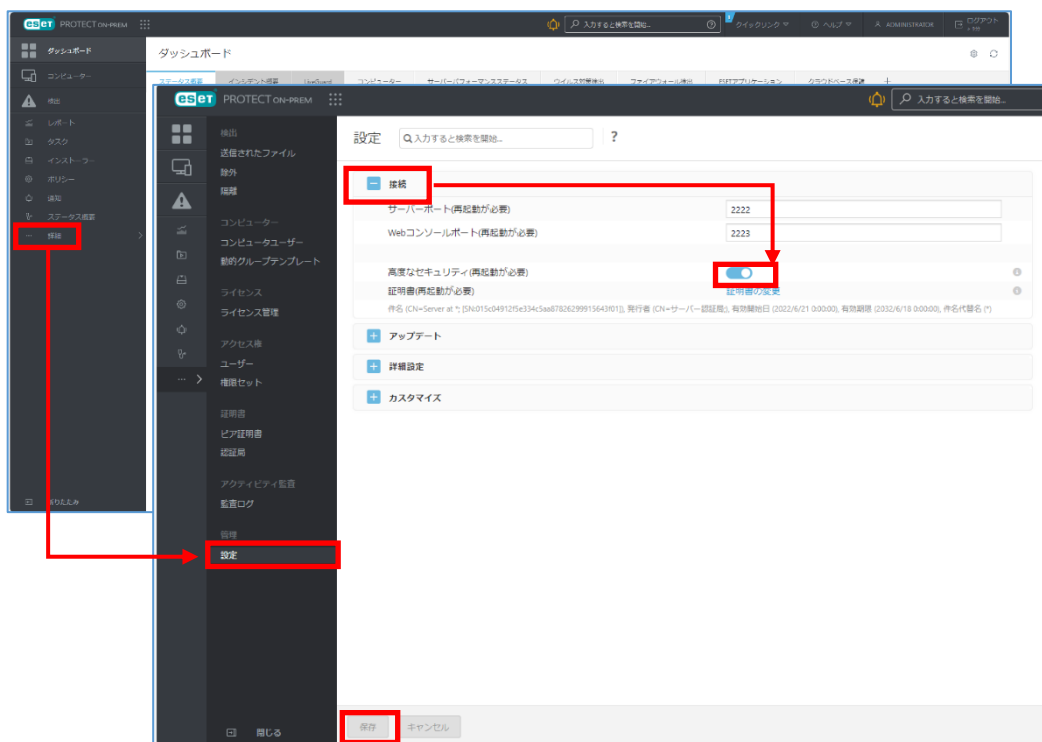 eset PROTECT ON-PREM
入力すると検索を開始...
クイックリンク
ヘルプ
ADMINISTRATOR
ログアウト
ダッシュボード
コンピューター
検出
レポート
タスク
インストーラー
ポリシー
通知
ステータス概要
詳細
折りたたみ
ダッシュボード
ステータス概要
インシデント概要
LiveGuard
コンピューター
サーバーパフォーマンスステータス
ウイルス対策検出
ファイアウォール検出
ESETアプリケーション
クラウドベース保護
eset PROTECT ON-PREM
入力すると検索を開始...
検出
送信されたファイル
除外
隔離
コンピューター
コンピュータユーザー
動的グループテンプレート
ライセンス
ライセンス管理
アクセス権
ユーザー
権限セット
証明書
ピア証明書
認証局
アクティビティ監査
監査ログ
管理
設定
閉じる
設定
入力すると検索を開始...
?
接続
サーバーポート(再起動が必要)
2222
Webコンソールポート(再起動が必要)
2223
高度なセキュリティ(再起動が必要)
証明書(再起動が必要)
証明書の変更
アップデート
詳細設定
カスタマイズ
保存
キャンセル